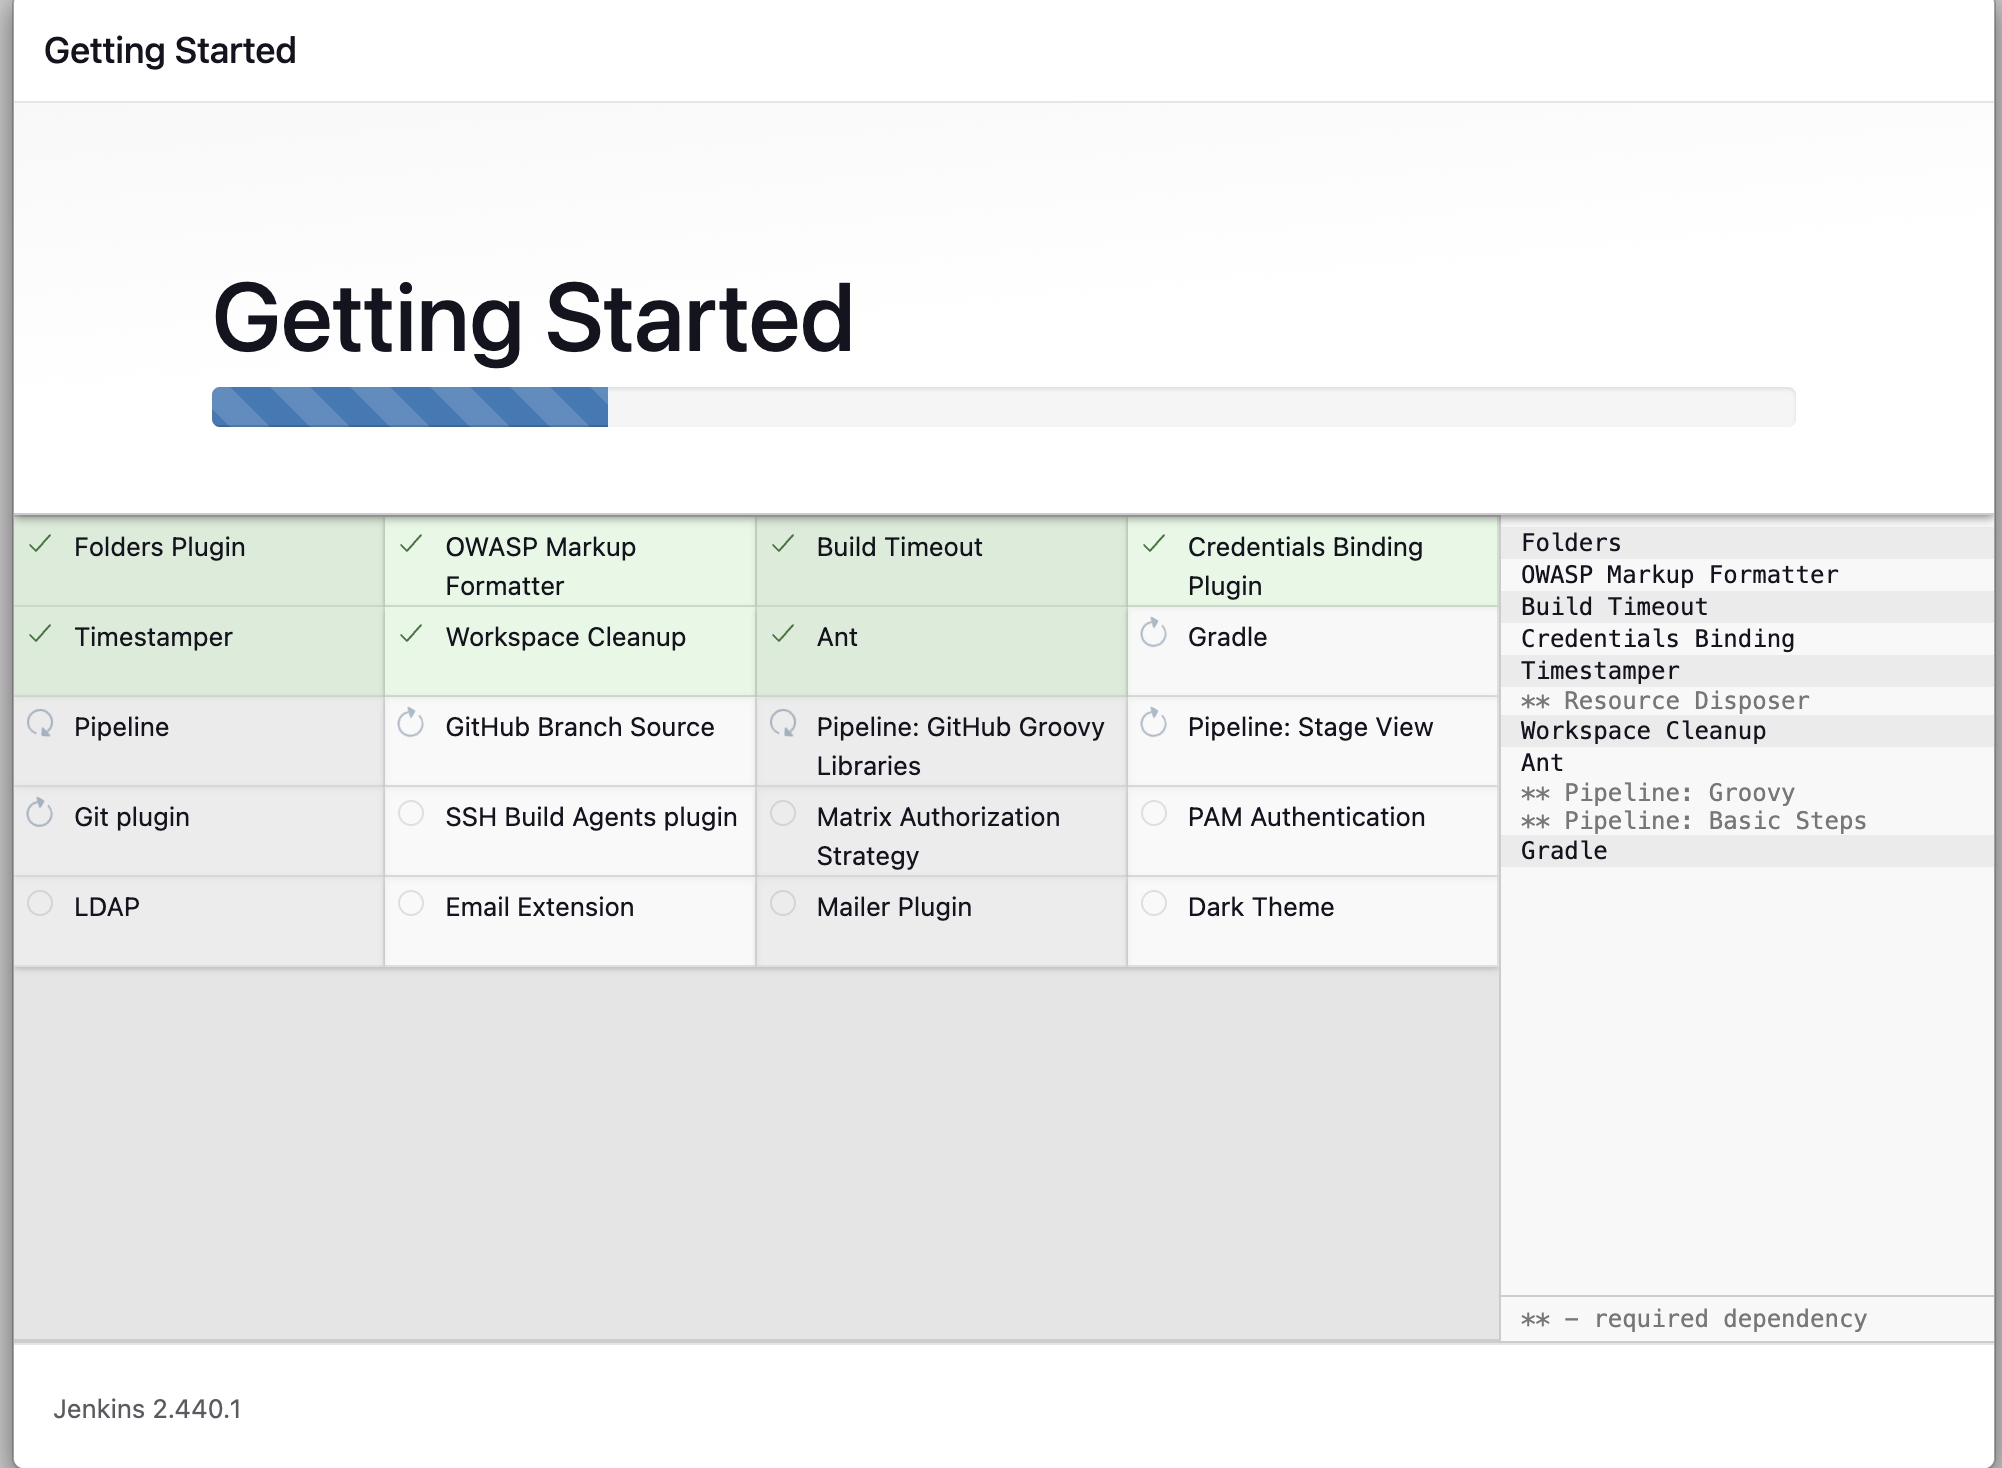 Getting Started
Getting Started
Folders Plugin
OWASP Markup
Formatter
Build Timeout
Credentials Binding
Plugin
Timestamper
Workspace Cleanup
Ant
Gradle
Pipeline
GitHub Branch Source
Pipeline: GitHub Groovy
Libraries
Pipeline: Stage View
Git plugin
SSH Build Agents plugin
Matrix Authorization
Strategy
PAM Authentication
LDAP
Email Extension
Mailer Plugin
Dark Theme
Folders
OWASP Markup Formatter
Build Timeout
Credentials Binding
Timestamper
** Resource Disposer
Workspace Cleanup
Ant
** Pipeline: Groovy
** Pipeline: Basic Steps
Gradle
** - required dependency
Jenkins 2.440.1